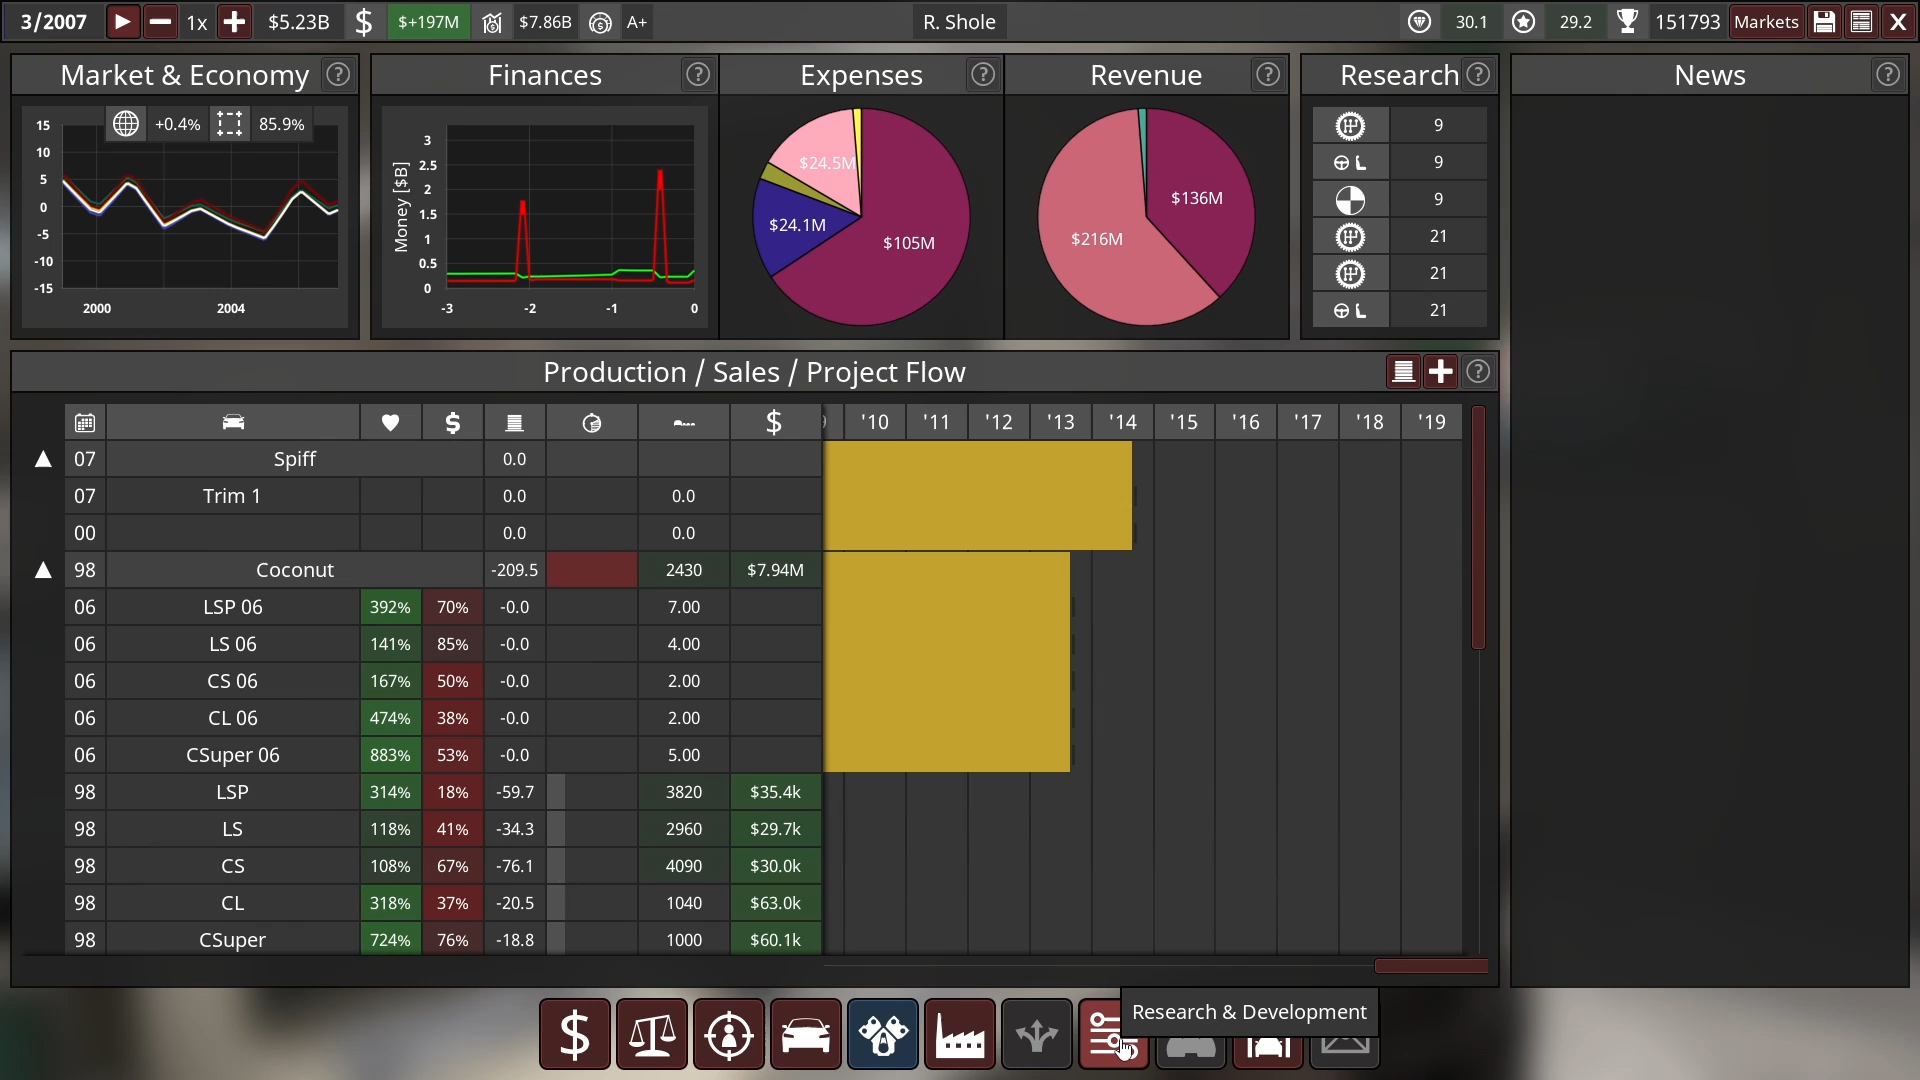 3/2007 1x $5.23B $+197M $7.86B A+ R. Shole 30.1 29.2 151793 Markets X
Market & Economy ?
+0.4% 85.9%
15
10
5
0
-5
-10
-15
2000 2004
Finances ?
Money [$B]
3
2.5
2
1.5
1
0.5
0
-3 -2 -1 0
Expenses ?
$24.5M
$24.1M
$105M
Revenue ?
$136M
$216M
Research ?
9
9
9
21
21
21
News ?
Production / Sales / Project Flow ?
$ $ '10 '11 '12 '13 '14 '15 '16 '17 '18 '19
07 Spiff 0.0
07 Trim 1 0.0 0.0
00 0.0 0.0
98 Coconut -209.5 2430 $7.94M
06 LSP 06 392% 70% -0.0 7.00
06 LS 06 141% 85% -0.0 4.00
06 CS 06 167% 50% -0.0 2.00
06 CL 06 474% 38% -0.0 2.00
06 CSuper 06 883% 53% -0.0 5.00
98 LSP 314% 18% -59.7 3820 $35.4k
98 LS 118% 41% -34.3 2960 $29.7k
98 CS 108% 67% -76.1 4090 $30.0k
98 CL 318% 37% -20.5 1040 $63.0k
98 CSuper 724% 76% -18.8 1000 $60.1k
Research & Development